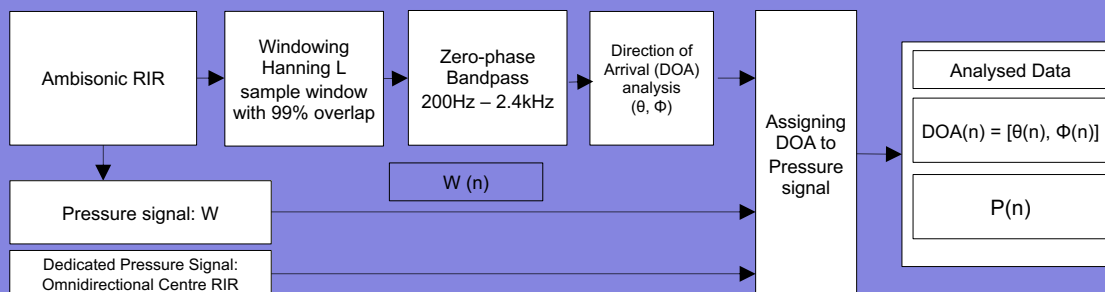 Ambisonic RIR
Windowing
Hanning L
sample window
with 99% overlap
Zero-phase
Bandpass
200Hz – 2.4kHz
Direction of
Arrival (DOA)
analysis
(θ, Φ)
Assigning
DOA to
Pressure
signal
Analysed Data
DOA(n) = [θ(n), Φ(n)]
P(n)
W (n)
Pressure signal: W
Dedicated Pressure Signal:
Omnidirectional Centre RIR